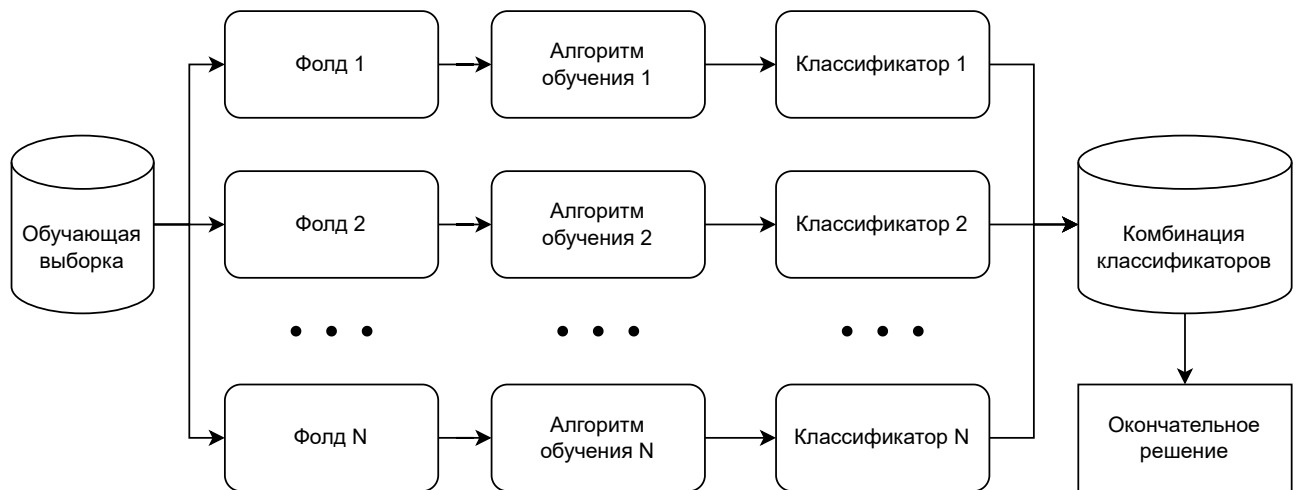 Фолд 1
Алгоритм
обучения 1
Классификатор 1
Обучающая
выборка
Фолд 2
Алгоритм
обучения 2
Классификатор 2
Комбинация
классификаторов
Фолд N
Алгоритм
обучения N
Классификатор N
Окончательное
решение